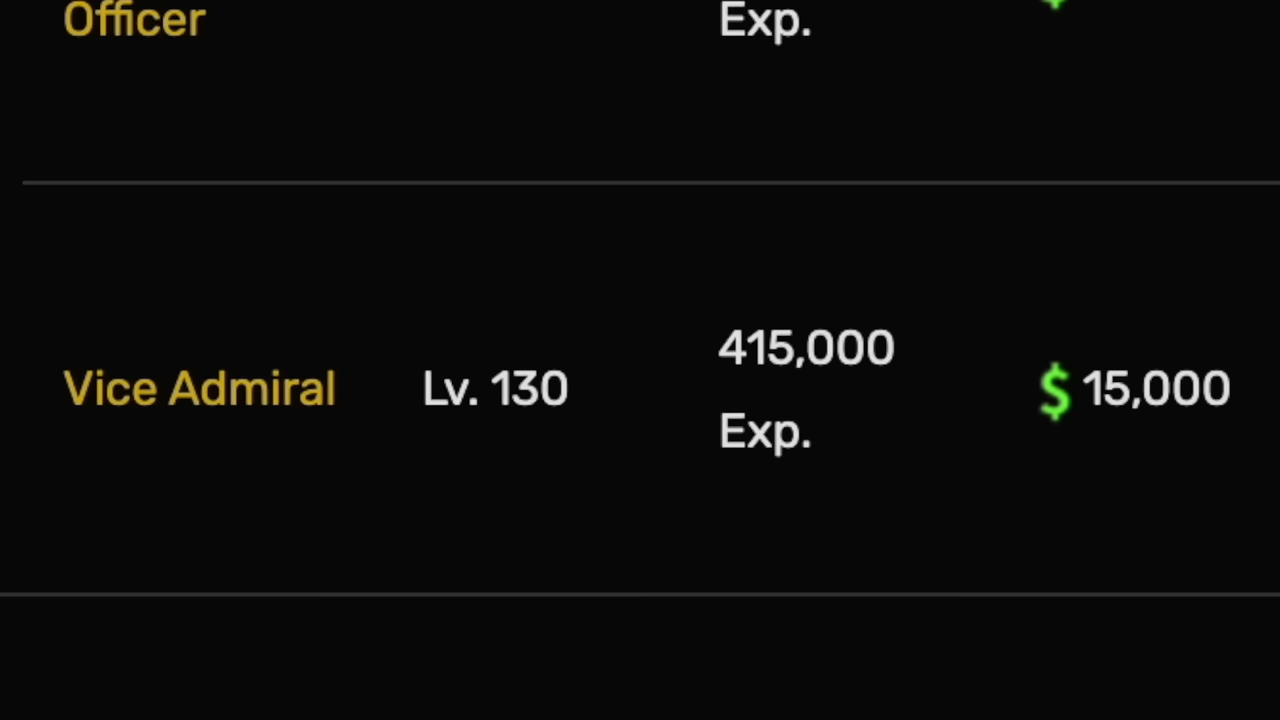 Officer
Exp.
Vice Admiral
Lv. 130
415,000
Exp.
$ 15,000